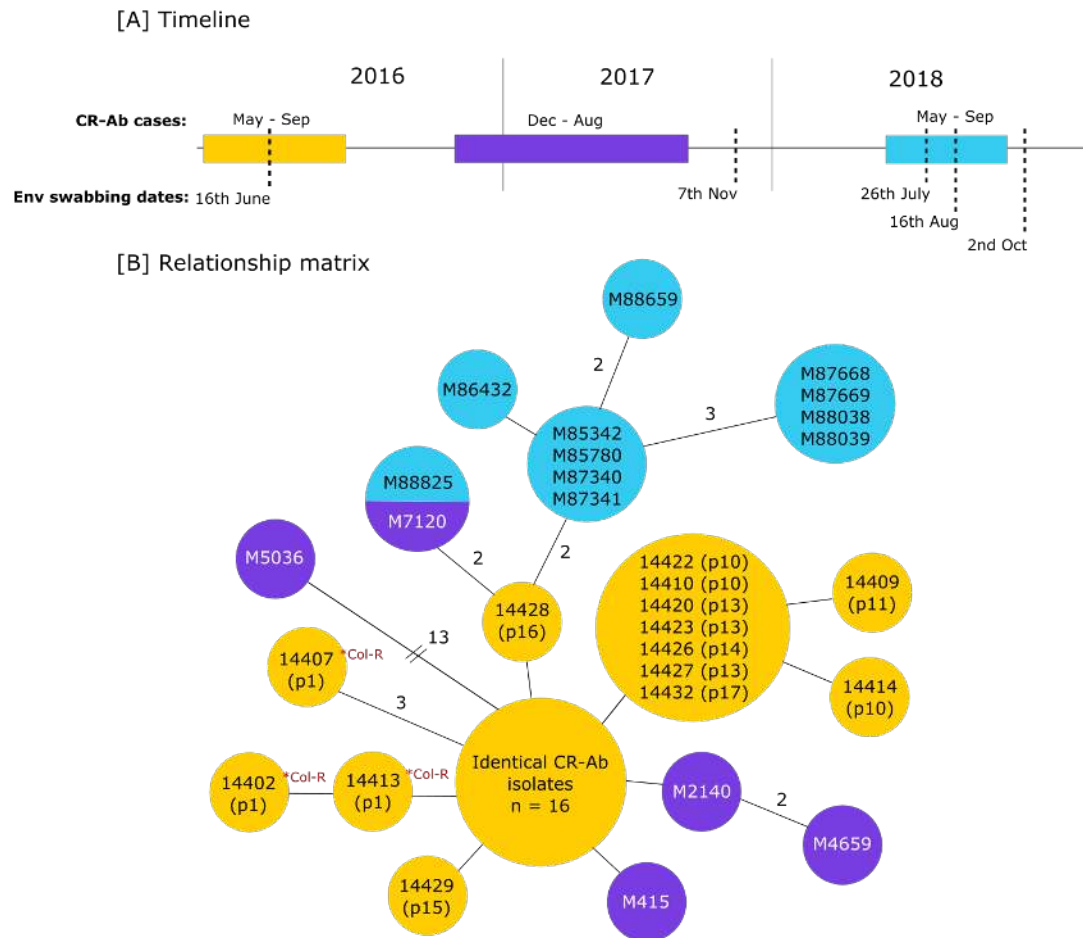 [A] Timeline
2016
2017
2018
CR-Ab cases:
May - Sep
Dec - Aug
May - Sep
Env swabbing dates:
16th June
7th Nov
26th July
16th Aug
2nd Oct
[B] Relationship matrix
M88659
2
M86432
M87668
M87669
M88038
M88039
3
M85342
M85780
M87340
M87341
M88825
M7120
2
2
M5036
13
14428
(p16)
14422 (p10)
14410 (p10)
14420 (p13)
14423 (p13)
14426 (p14)
14427 (p13)
14432 (p17)
14409
(p11)
14414
(p10)
14407
(p1)
*Col-R
3
14402
(p1)
*Col-R
14413
(p1)
*Col-R
Identical CR-Ab
isolates
n = 16
M2140
2
M4659
14429
(p15)
M415